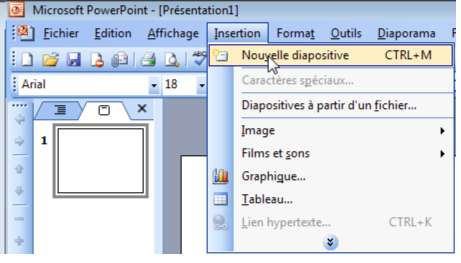 Microsoft PowerPoint - [Présentation1]
Fichier Edition Affichage Insertion Format Outils Diaporama
Nouvelle diapositive CTRL+M
Arial 18
Caractères spéciaux...
Diapositives à partir d'un fichier...
1
Image
Films et sons
Graphique...
Tableau...
Lien hypertexte... CTRL+K